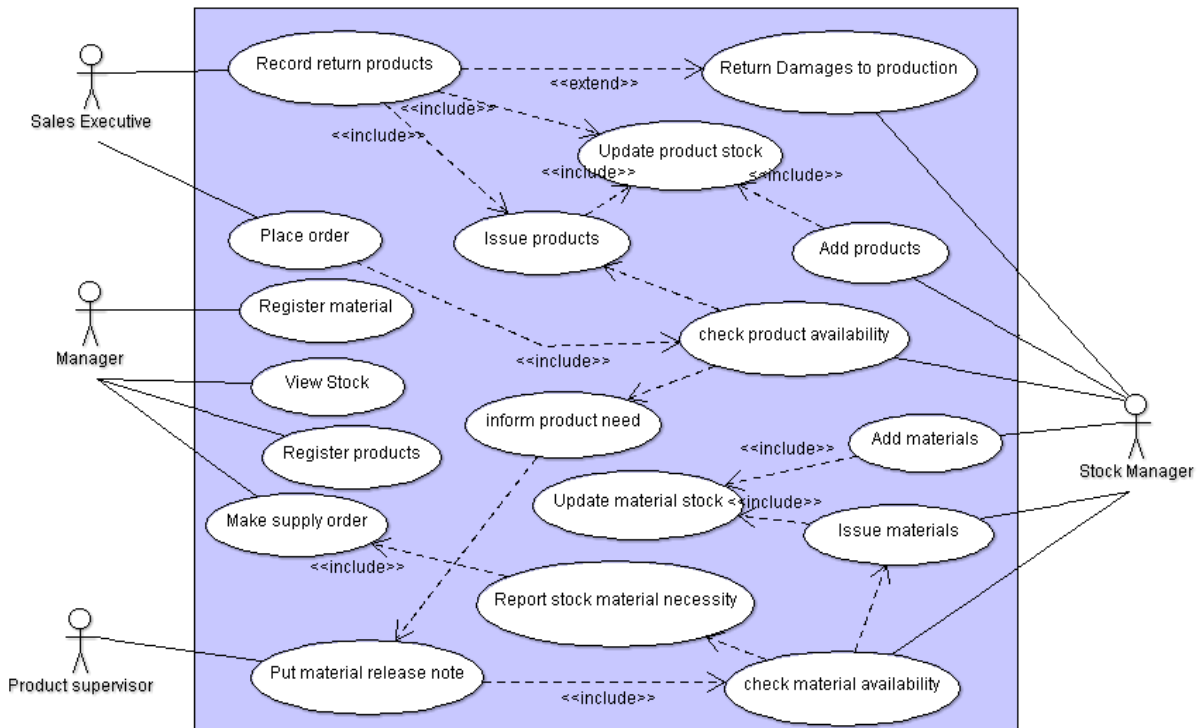 Record return products
Return Damages to production
<<extend>>
Sales Executive
<<include>>
<<include>>
Update product stock
<<include>>
<<include>>
Place order
Issue products
Add products
Register material
check product availability
Manager
<<include>>
View Stock
inform product need
Register products
Add materials
<<include>>
Stock Manager
Update material stock
<<include>>
Make supply order
Issue materials
<<include>>
Report stock material necessity
Put material release note
Product supervisor
check material availability
<<include>>